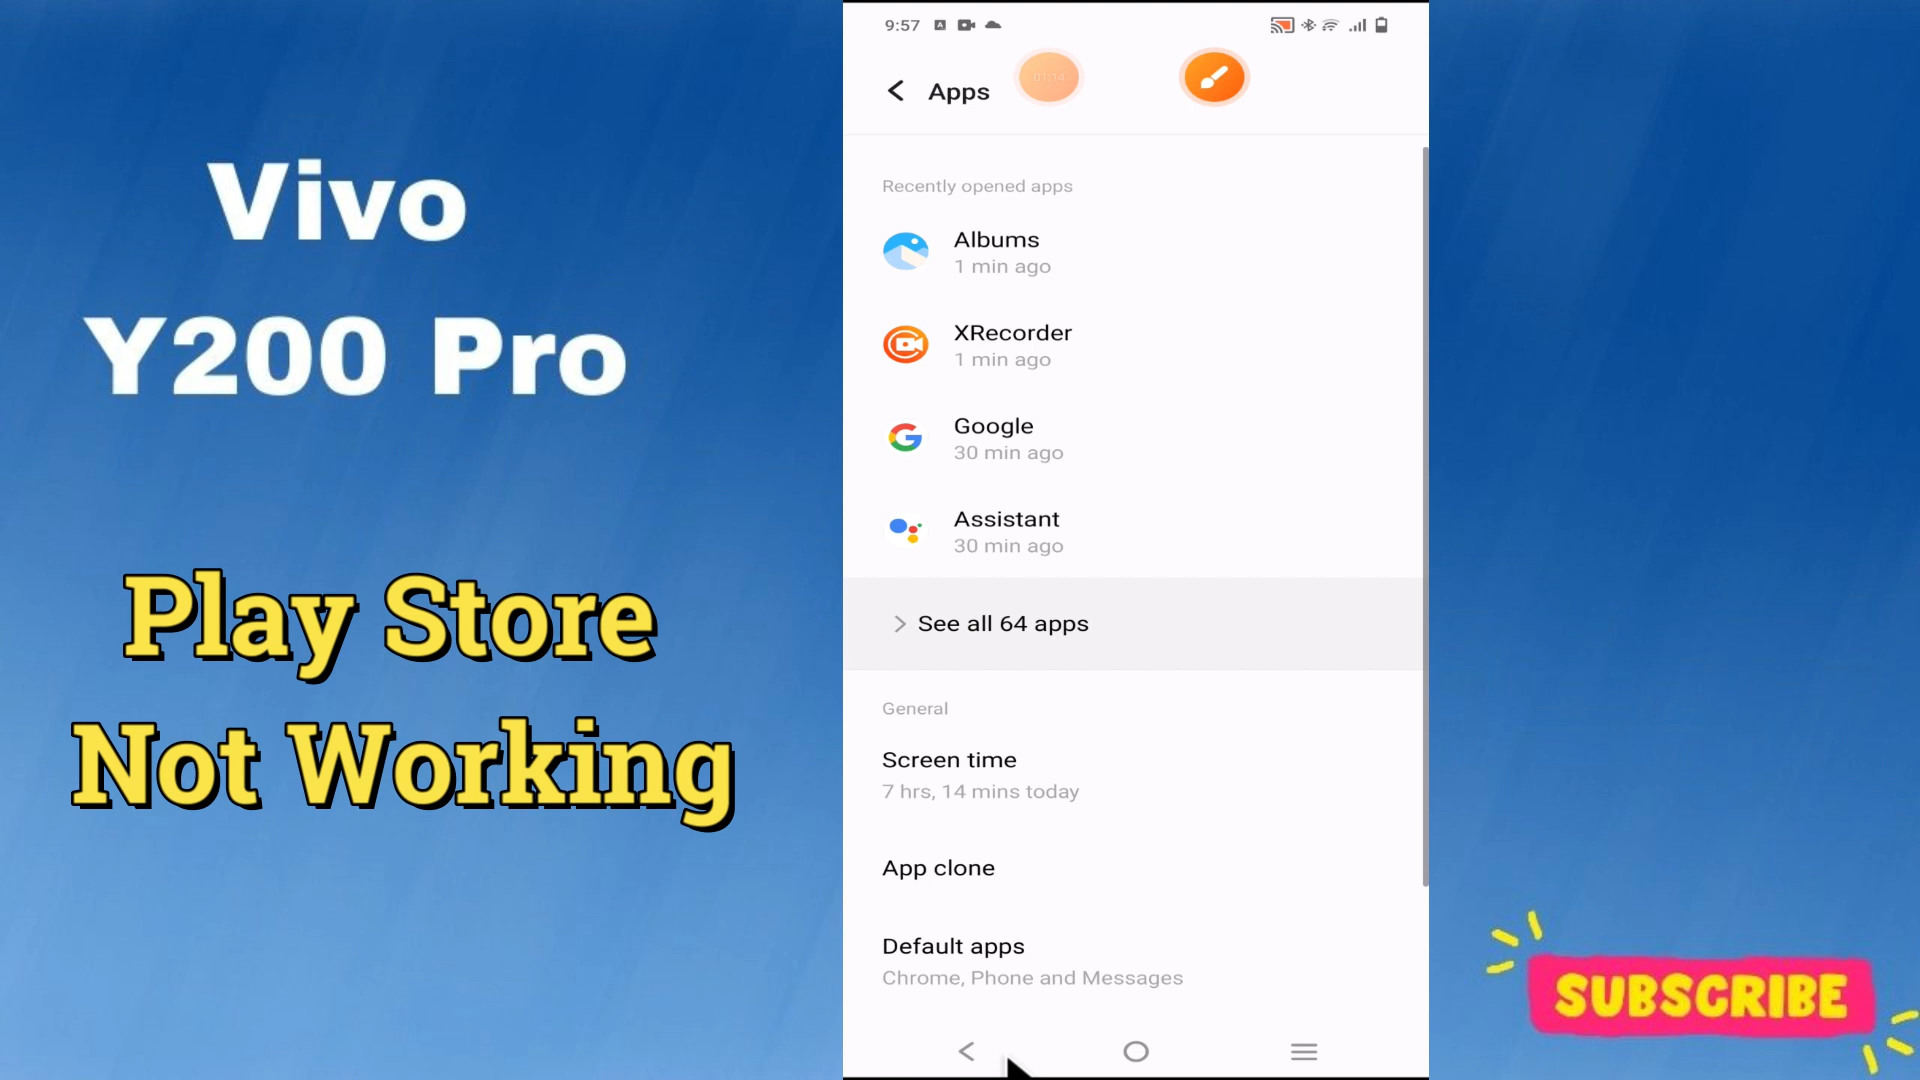 Vivo
Y200 Pro
Play Store
Not Working
9:57
Apps
01:14
Recently opened apps
Albums
1 min ago
XRecorder
1 min ago
Google
30 min ago
Assistant
30 min ago
See all 64 apps
General
Screen time
7 hrs, 14 mins today
App clone
Default apps
Chrome, Phone and Messages
SUBSCRIBE